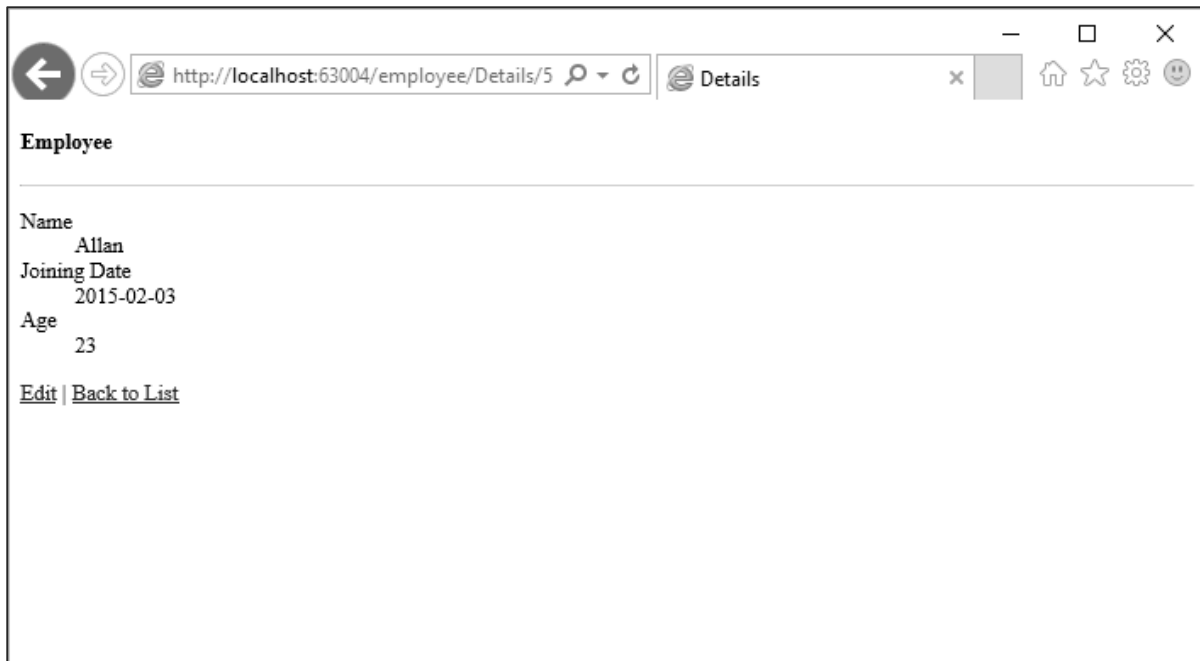 http://localhost:63004/employee/Details/5 Details
Employee
Name
Allan
Joining Date
2015-02-03
Age
23
Edit | Back to List